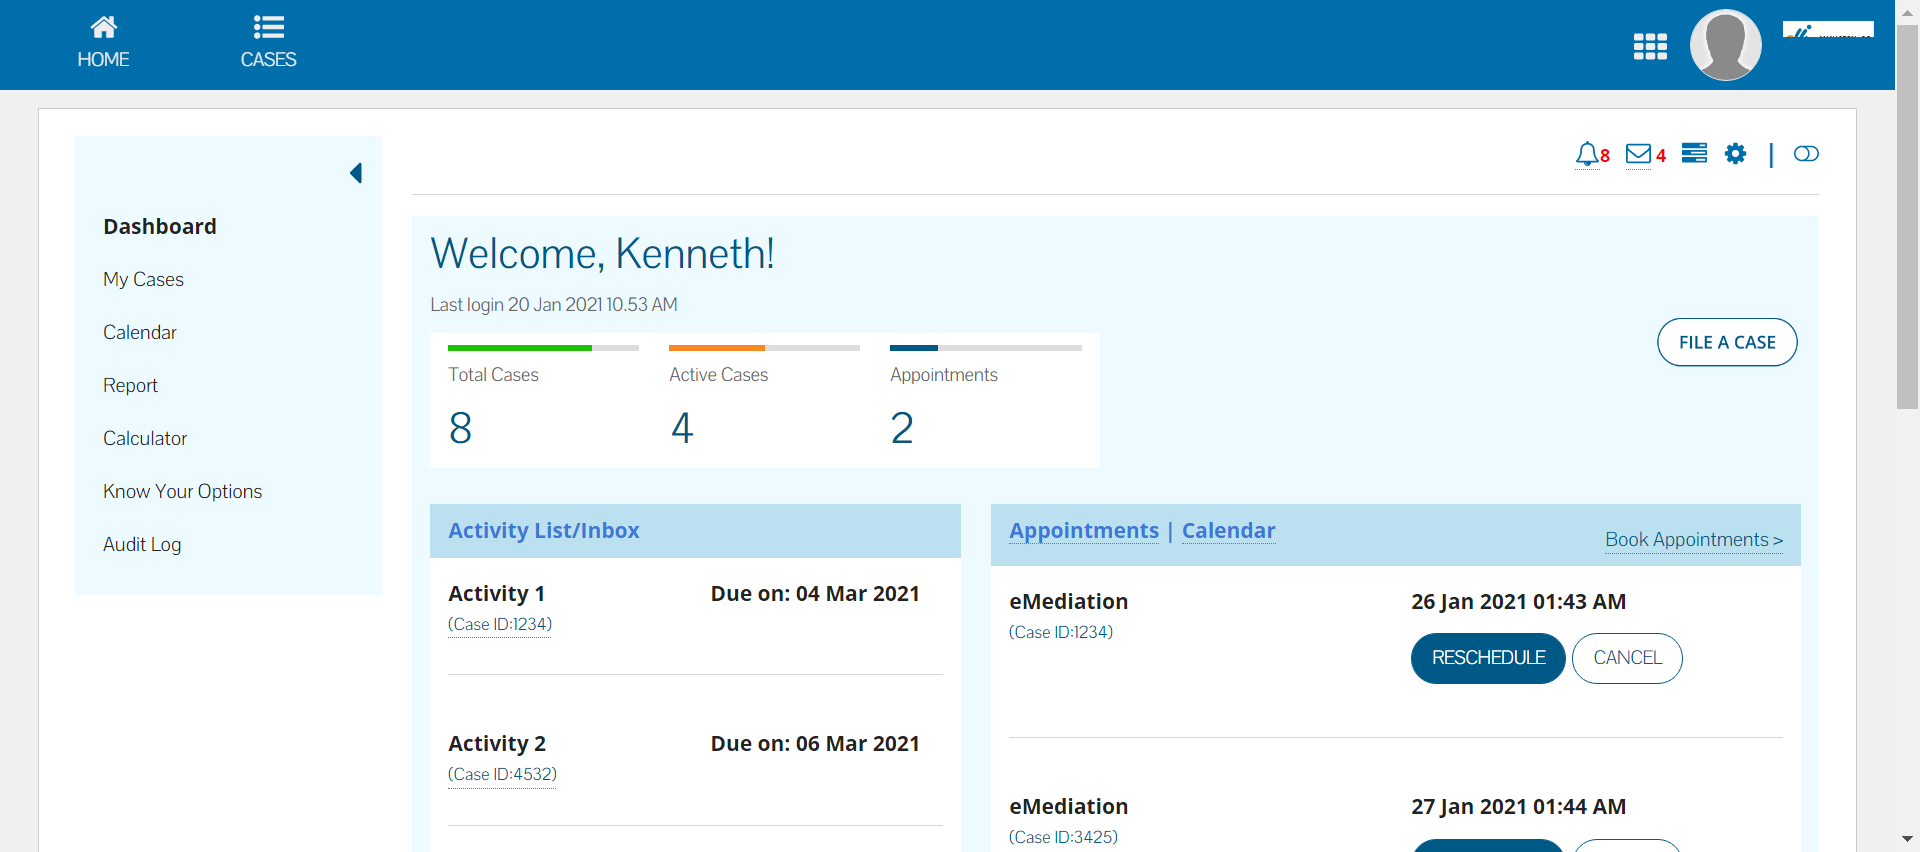 HOME
CASES
8
4
|
Dashboard
My Cases
Calendar
Report
Calculator
Know Your Options
Audit Log
Welcome, Kenneth!
Last login 20 Jan 2021 10.53 AM
Total Cases
8
Active Cases
4
Appointments
2
FILE A CASE
Activity List/Inbox
Activity 1
Due on: 04 Mar 2021
(Case ID:1234)
Activity 2
Due on: 06 Mar 2021
(Case ID:4532)
Appointments | Calendar
Book Appointments >
eMediation
26 Jan 2021 01:43 AM
(Case ID:1234)
RESCHEDULE
CANCEL
eMediation
27 Jan 2021 01:44 AM
(Case ID:3425)